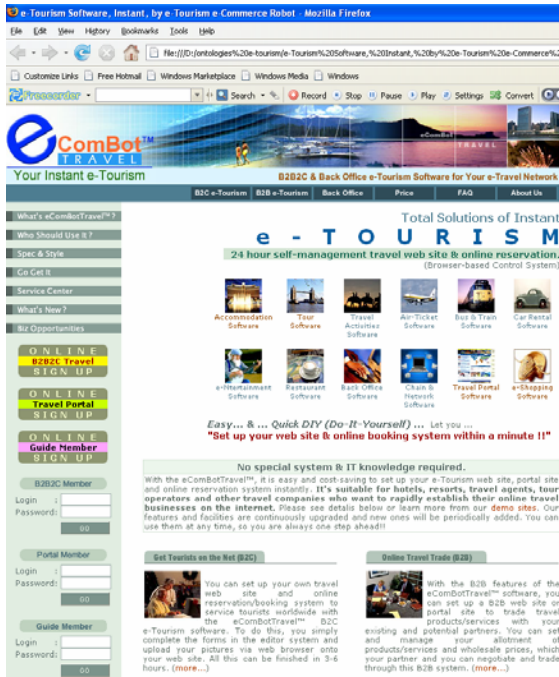 e-Tourism Software, Instant, by e-Tourism e-Commerce Robot - Mozilla Firefox
File Edit View History Bookmarks Tools Help
file:///D:/ontologies%20e-tourism/e-Tourism%20Software,%20Instant,%20by%20e-Tourism%20e-Commerce%2
Customize Links Free Hotmail Windows Marketplace Windows Media Windows
Freecorder Search Record Stop Pause Play Settings Convert
eComBot™
TRAVEL
eComBot
TRAVEL
Your Instant e-Tourism
B2B2C & Back Office e-Tourism Software for Your e-Travel Network
B2C e-Tourism B2B e-Tourism Back Office Price FAQ About Us
What's eComBotTravel™?
Who Should Use It ?
Spec & Style
Go Get It
Service Center
What's New ?
Biz Opportunities
ONLINE
B2B2C Travel
SIGN UP
ONLINE
Travel Portal
SIGN UP
ONLINE
Guide Member
SIGN UP
B2B2C Member
Login :
Password:
GO
Portal Member
Login :
Password:
GO
Guide Member
Login :
Password:
GO
Total Solutions of Instant
e - T O U R I S M
24 hour self-management travel web site & online reservation.
(Browser-based Control System)
Accommodation Software
Tour Software
Travel Activities Software
Air-Ticket Software
Bus & Train Software
Car Rental Software
e-Ntertainment Software
Restaurant Software
Back Office Software
Chain & Network Software
Travel Portal Software
e-Shopping Software
Easy... & ... Quick DIY (Do-It-Yourself) ... Let you ...
"Set up your web site & online booking system within a minute !!"
No special system & IT knowledge required.
With the eComBotTravel™, it is easy and cost-saving to set up your e-Tourism web site, portal site
and online reservation system instantly. It's suitable for hotels, resorts, travel agents, tour
operators and other travel companies who want to rapidly establish their online travel
businesses on the internet. Please see details below or learn more from our demo sites. Our
features and facilities are continuously upgraded and new ones will be periodically added. You can
use them at any time, so you are always one step ahead!!
Get Tourists on the Net (B2C)
You can set up your own travel
web site and online
reservation/booking system to
service tourists worldwide with
the eComBotTravel™ B2C
e-Tourism software. To do this, you simply
complete the forms in the editor system and
upload your pictures via web browser onto
your web site. All this can be finished in 3-6
hours. (more...)
Online Travel Trade (B2B)
With the B2B features of the
eComBotTravel™ software, you
can set up a B2B web site or
portal site to trade travel
products/services with your
existing and potential partners. You can set
and manage your allotment of
products/services and wholesale prices, which
your partner and you can negotiate and trade
through this B2B system. (more...)